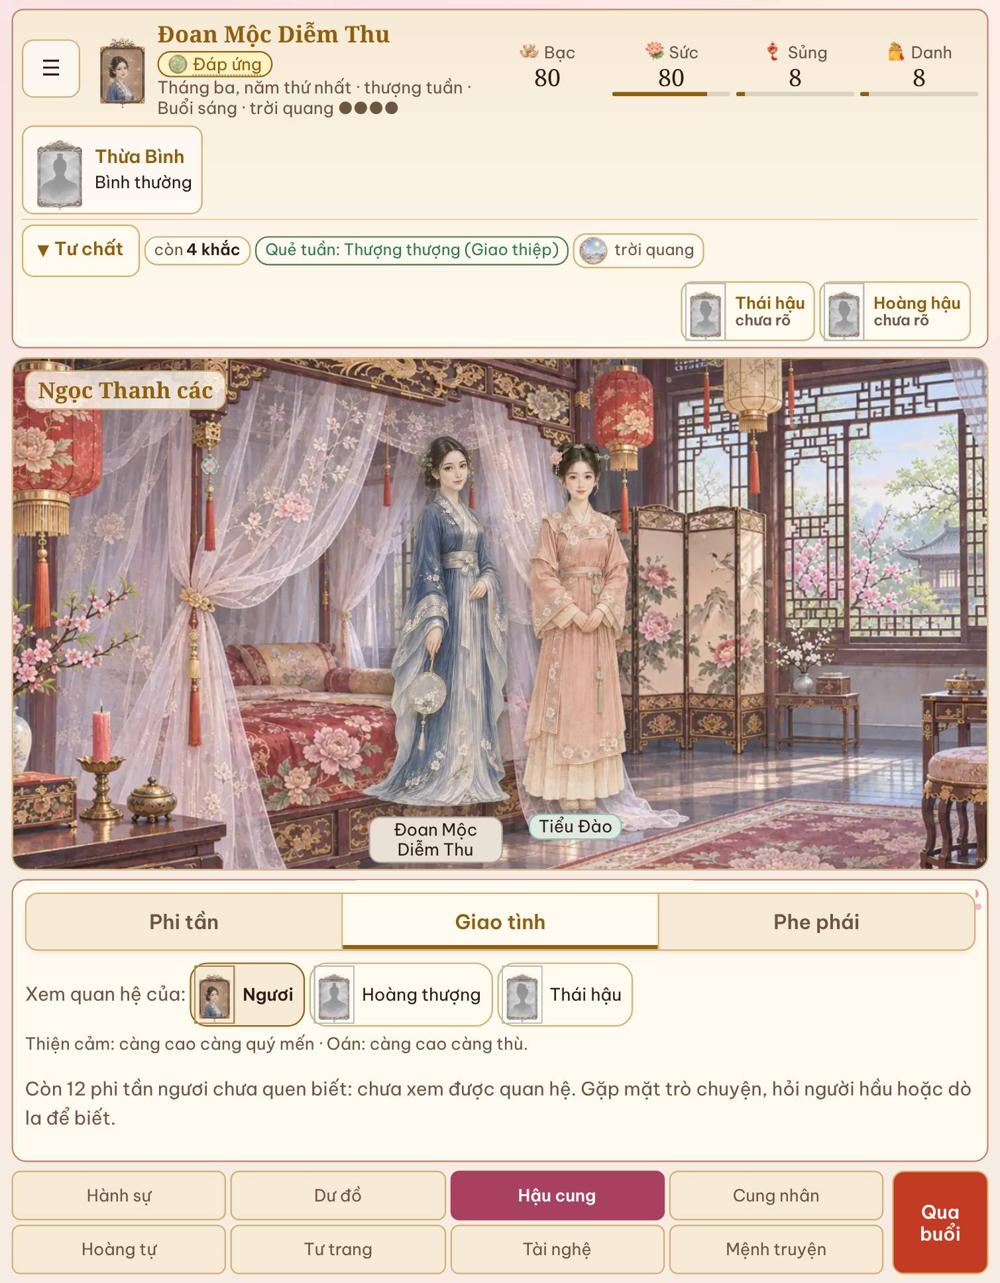 ☰
Đoan Mộc Diễm Thu
Đáp ứng
Tháng ba, năm thứ nhất · thượng tuần ·
Buổi sáng · trời quang ●●●●
Bạc
80
Sức
80
Sủng
8
Danh
8
Thừa Bình
Bình thường
▼ Tư chất
còn 4 khắc
Quẻ tuần: Thượng thượng (Giao thiệp)
trời quang
Thái hậu
chưa rõ
Hoàng hậu
chưa rõ
Ngọc Thanh các
Đoan Mộc
Diễm Thu
Tiểu Đào
Phi tần
Giao tình
Phe phái
Xem quan hệ của:
Ngươi
Hoàng thượng
Thái hậu
Thiện cảm: càng cao càng quý mến · Oán: càng cao càng thù.
Còn 12 phi tần ngươi chưa quen biết: chưa xem được quan hệ. Gặp mặt trò chuyện, hỏi người hầu hoặc dò
la để biết.
Hành sự
Dư đồ
Hậu cung
Cung nhân
Qua
buổi
Hoàng tự
Tư trang
Tài nghệ
Mệnh truyện